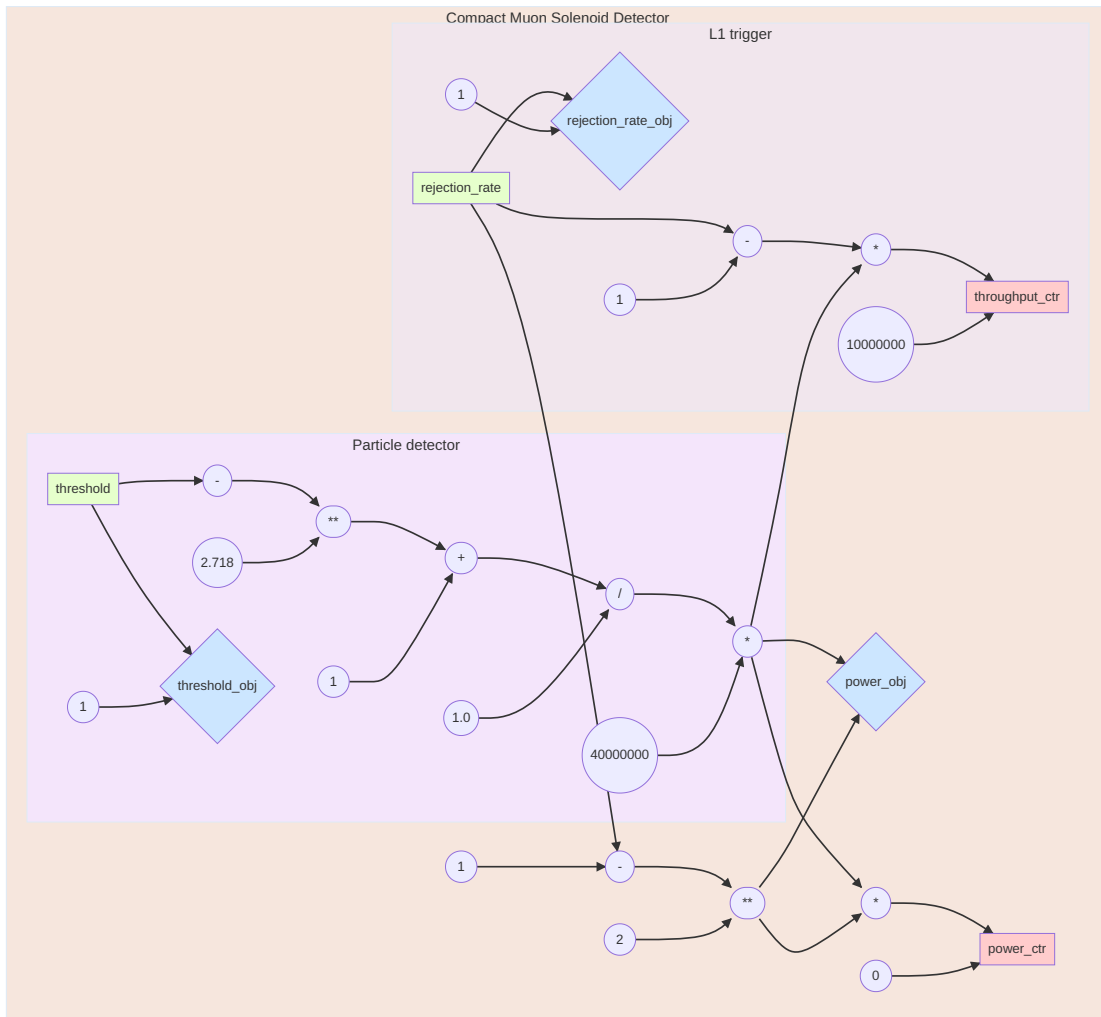 Compact Muon Solenoid Detector
L1 trigger
1
rejection_rate_obj
rejection_rate
-
*
1
throughput_ctr
10000000
Particle detector
threshold
-
**
2.718
+
/
*
threshold_obj
1
power_obj
1
1.0
40000000
1
-
**
*
2
power_ctr
0